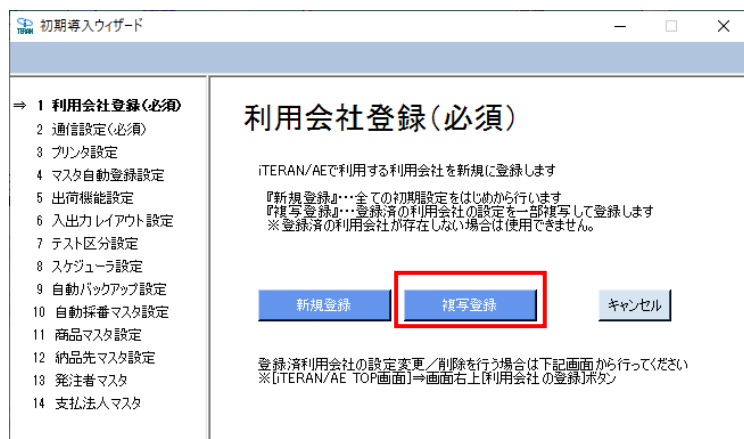 TERAN 初期導入ウィザード
⇒ 1 利用会社登録(必須)
2 通信設定(必須)
3 プリンタ設定
4 マスタ自動登録設定
5 出荷機能設定
6 入出力レイアウト設定
7 テスト区分設定
8 スケジューラ設定
9 自動バックアップ設定
10 自動採番マスタ設定
11 商品マスタ設定
12 納品先マスタ設定
13 発注者マスタ
14 支払法人マスタ
利用会社登録(必須)
iTERAN/AEで利用する利用会社を新規に登録します
『新規登録』・・・全ての初期設定をはじめから行います
『複写登録』・・・登録済の利用会社の設定を一部複写して登録します
※登録済の利用会社が存在しない場合は使用できません。
新規登録 複写登録 キャンセル
登録済利用会社の設定変更／削除を行う場合は下記画面から行ってください
※[iTERAN/AE TOP画面]⇒画面右上[利用会社の登録]ボタン